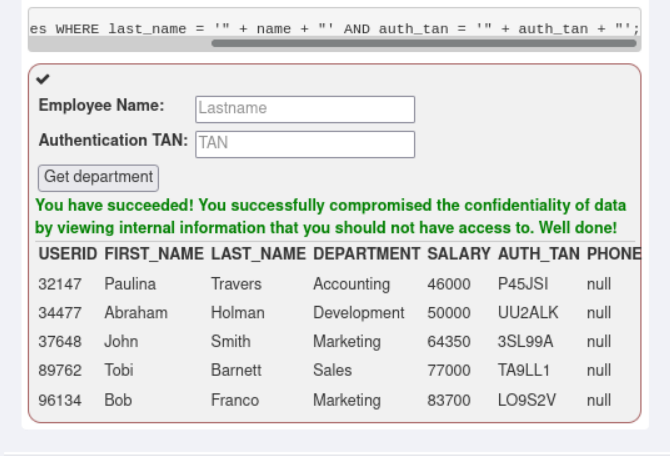 es WHERE last_name = '" + name + "' AND auth_tan = '" + auth_tan + "';
Employee Name: Lastname
Authentication TAN: TAN
Get department
You have succeeded! You successfully compromised the confidentiality of data
by viewing internal information that you should not have access to. Well done!
USERID FIRST_NAME LAST_NAME DEPARTMENT SALARY AUTH_TAN PHONE
32147 Paulina Travers Accounting 46000 P45JSI null
34477 Abraham Holman Development 50000 UU2ALK null
37648 John Smith Marketing 64350 3SL99A null
89762 Tobi Barnett Sales 77000 TA9LL1 null
96134 Bob Franco Marketing 83700 LO9S2V null